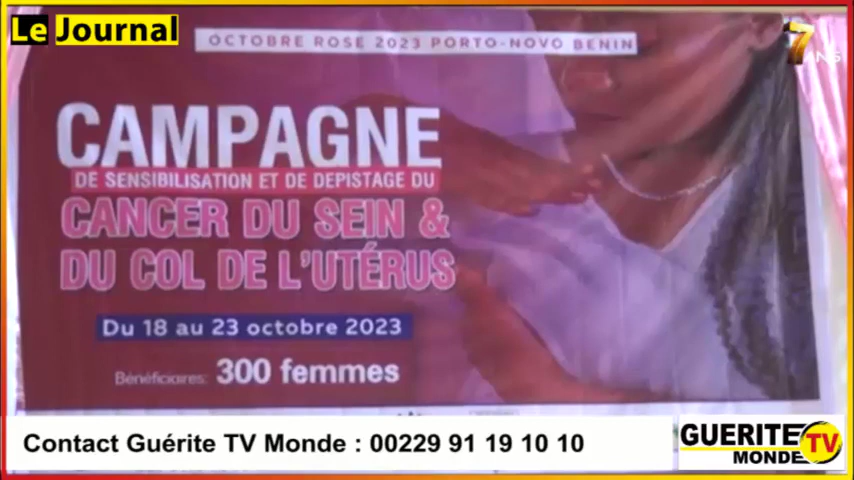 Le Journal
OCTOBRE ROSE 2023 PORTO-NOVO BENIN
7
NG
CAMPAGNE
DE SENSIBILISATION ET DE DEPISTAGE DU
CANCER DU SEIN &
DU COL DE L'UTÉRUS
Du 18 au 23 octobre 2023
Bénéficiaires: 300 femmes
Contact Guérite TV Monde : 00229 91 19 10 10
GUERITE TV
MONDE